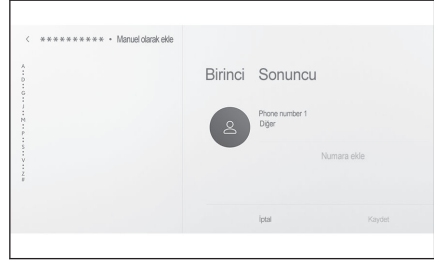 < ∗∗∗∗∗∗∗∗∗∗ • Manuel olarak ekle
A
•
D
•
G
•
J
•
M
•
P
•
S
•
V
•
Z
#
Birinci Sonuncu
Phone number 1
Diğer
Numara ekle
İptal Kaydet